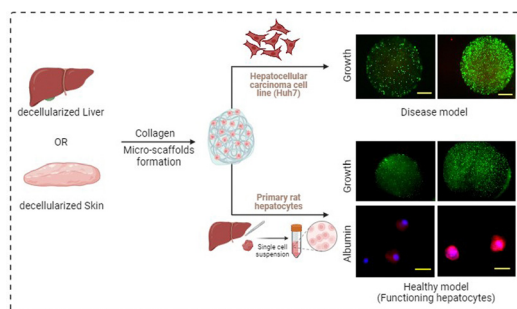 decellularized Liver
OR
decellularized Skin
Collagen
Micro-scaffolds
formation
Hepatocellular
carcinoma cell
line (Huh7)
Primary rat
hepatocytes
Single cell
suspension
Growth
Disease model
Growth
Albumin
Healthy model
(Functioning hepatocytes)